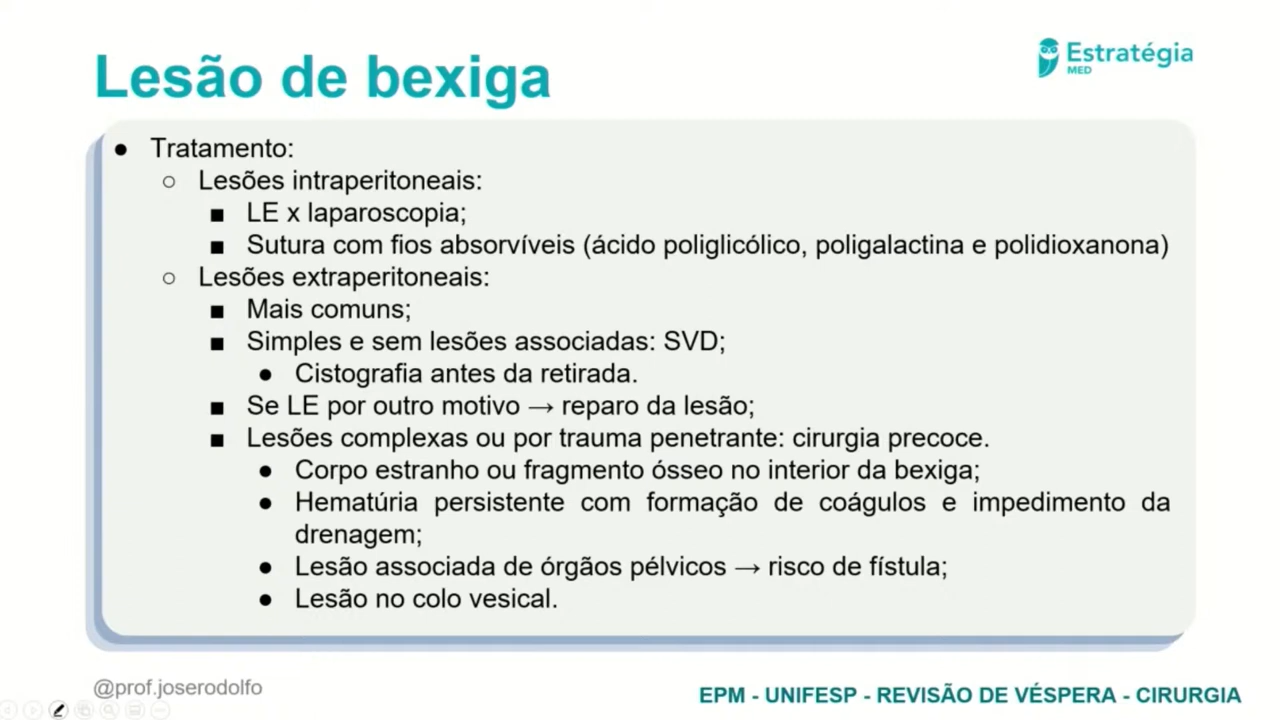 Lesão de bexiga
Estratégia
MED
● Tratamento:
○ Lesões intraperitoneais:
■ LE x laparoscopia;
■ Sutura com fios absorvíveis (ácido poliglicólico, poligalactina e polidioxanona)
○ Lesões extraperitoneais:
■ Mais comuns;
■ Simples e sem lesões associadas: SVD;
● Cistografia antes da retirada.
■ Se LE por outro motivo → reparo da lesão;
■ Lesões complexas ou por trauma penetrante: cirurgia precoce.
● Corpo estranho ou fragmento ósseo no interior da bexiga;
● Hematúria persistente com formação de coágulos e impedimento da
drenagem;
● Lesão associada de órgãos pélvicos → risco de fístula;
● Lesão no colo vesical.
@prof.joserodolfo
EPM - UNIFESP - REVISÃO DE VÉSPERA - CIRURGIA